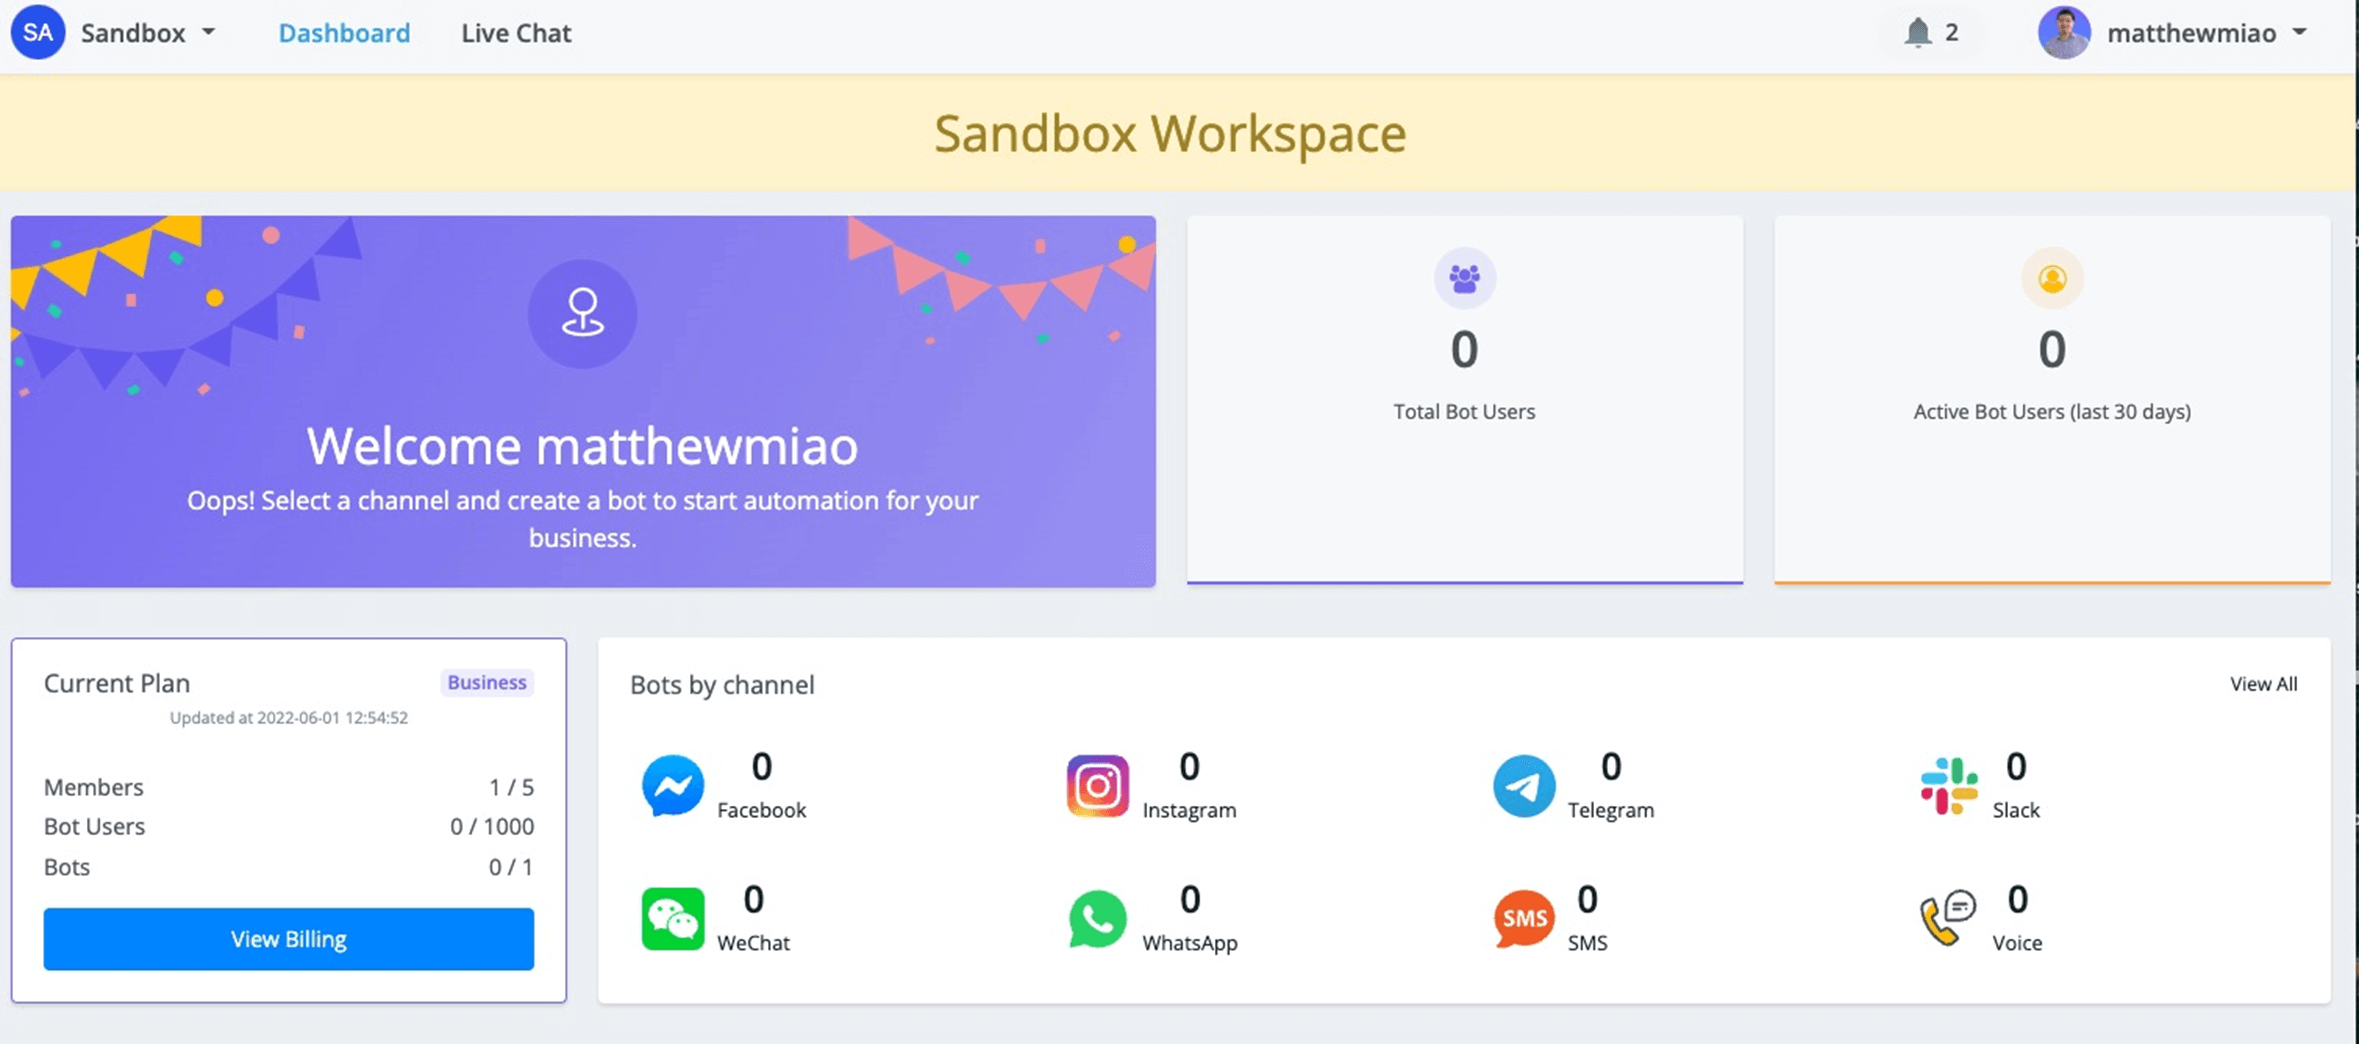 SA Sandbox Dashboard Live Chat 2 matthewmiao
Sandbox Workspace
Welcome matthewmiao
Oops! Select a channel and create a bot to start automation for your
business.
0
Total Bot Users
0
Active Bot Users (last 30 days)
Current Plan Business
Updated at 2022-06-01 12:54:52
Members 1 / 5
Bot Users 0 / 1000
Bots 0 / 1
View Billing
Bots by channel View All
0
Facebook
0
Instagram
0
Telegram
0
Slack
0
WeChat
0
WhatsApp
SMS
0
SMS
0
Voice